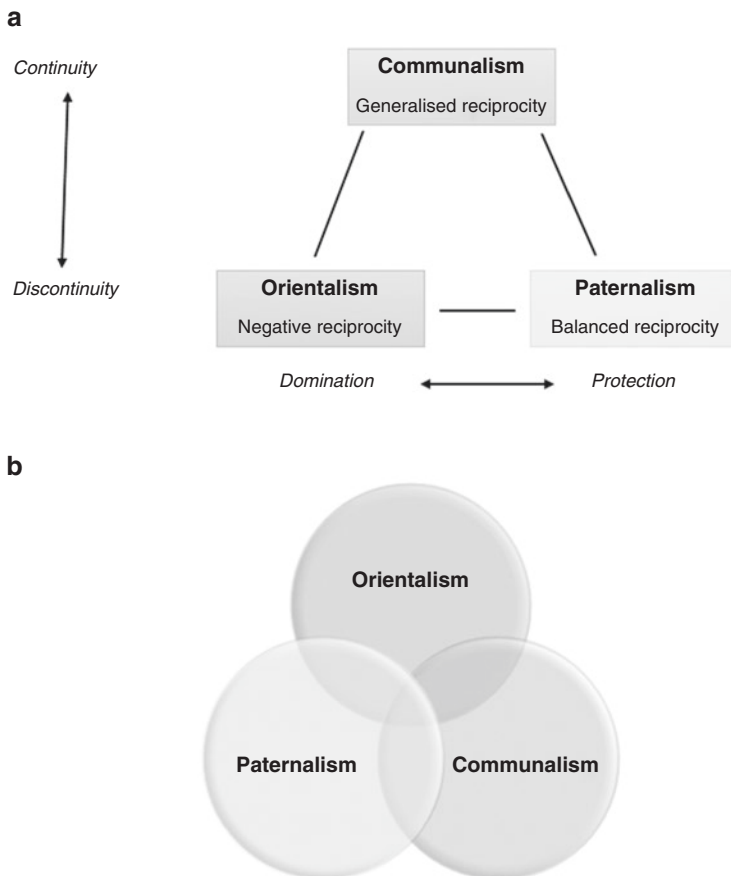 a
Continuity
Communalism
Generalised reciprocity
Discontinuity
Orientalism
Negative reciprocity
Paternalism
Balanced reciprocity
Domination
Protection
b
Orientalism
Paternalism
Communalism